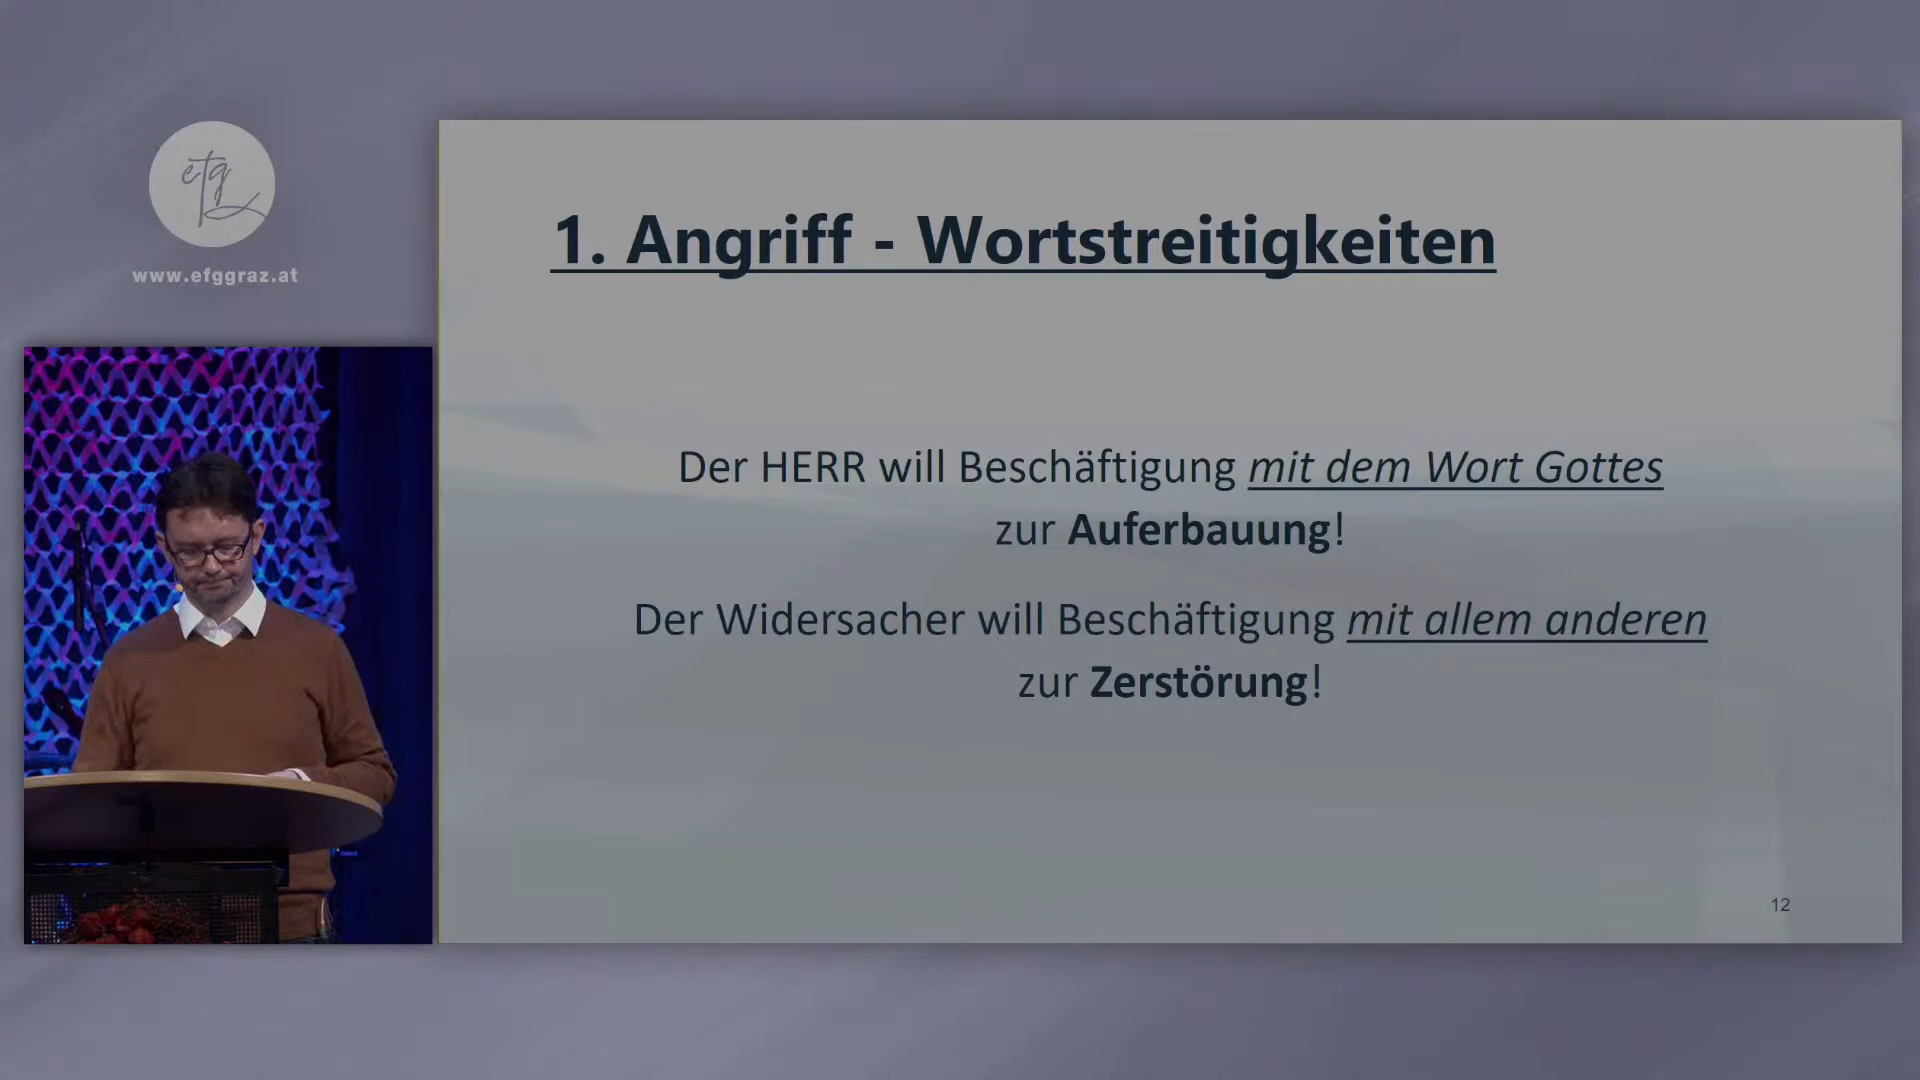 efg
www.efggraz.at
1. Angriff - Wortstreitigkeiten
Der HERR will Beschäftigung mit dem Wort Gottes
zur Auferbauung!
Der Widersacher will Beschäftigung mit allem anderen
zur Zerstörung!
12